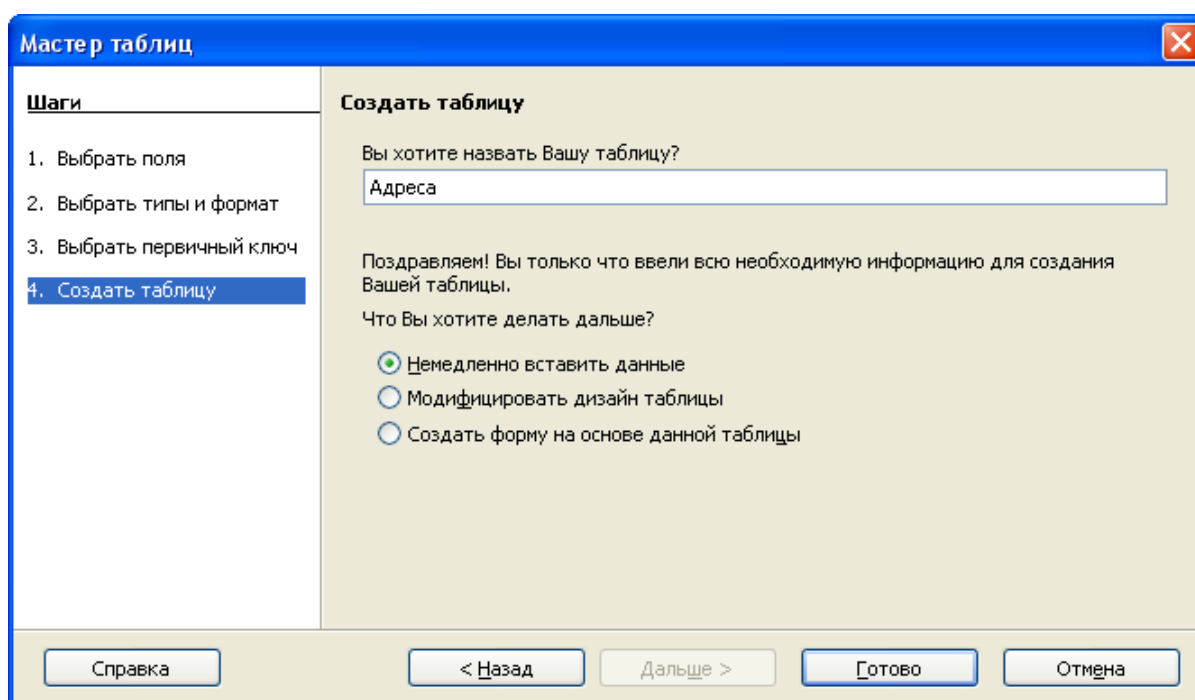 Мастер таблиц
Шаги
1. Выбрать поля
2. Выбрать типы и формат
3. Выбрать первичный ключ
4. Создать таблицу
Создать таблицу
Вы хотите назвать Вашу таблицу?
Адреса
Поздравляем! Вы только что ввели всю необходимую информацию для создания
Вашей таблицы.
Что Вы хотите делать дальше?
Немедленно вставить данные
Модифицировать дизайн таблицы
Создать форму на основе данной таблицы
Справка
< Назад
Дальше >
Готово
Отмена